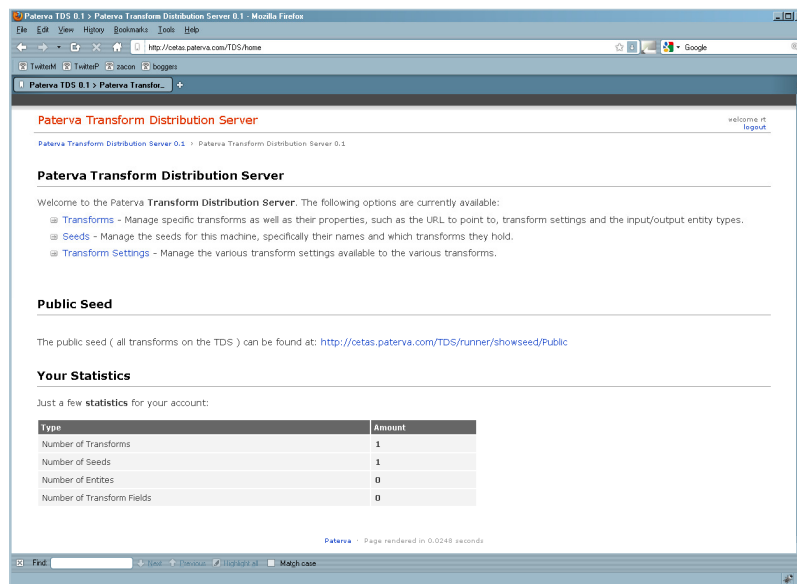 Paterva TDS 0.1 > Paterva Transform Distribution Server 0.1 - Mozilla Firefox
File Edit View History Bookmarks Tools Help
http://cetas.paterva.com/TDS/home
Google
TwitterM TwitterP zacon boggers
Paterva TDS 0.1 > Paterva Transfor...
Paterva Transform Distribution Server
welcome rt
logout
Paterva Transform Distribution Server 0.1 > Paterva Transform Distribution Server 0.1
Paterva Transform Distribution Server
Welcome to the Paterva Transform Distribution Server. The following options are currently available:
Transforms - Manage specific transforms as well as their properties, such as the URL to point to, transform settings and the input/output entity types.
Seeds - Manage the seeds for this machine, specifically their names and which transforms they hold.
Transform Settings - Manage the various transform settings available to the various transforms.
Public Seed
The public seed ( all transforms on the TDS ) can be found at: http://cetas.paterva.com/TDS/runner/showseed/Public
Your Statistics
Just a few statistics for your account:
Type Amount
Number of Transforms 1
Number of Seeds 1
Number of Entites 0
Number of Transform Fields 0
Paterva · Page rendered in 0.0248 seconds
Find: Next Previous Highlight all Match case